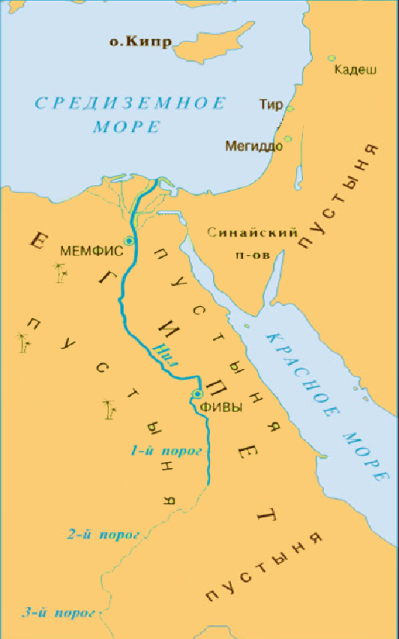 о.Кипр
Кадеш
СРЕДИЗЕМНОЕ
МОРЕ
Тир
Мегиддо
ПУСТЫНЯ
Синайский
п-ов
МЕМФИС
ЕГИПЕТ
ПУСТЫНЯ
ПУСТЫНЯ
КРАСНОЕ МОРЕ
Нил
ФИВЫ
1-й порог
2-й порог
ПУСТЫНЯ
3-й порог